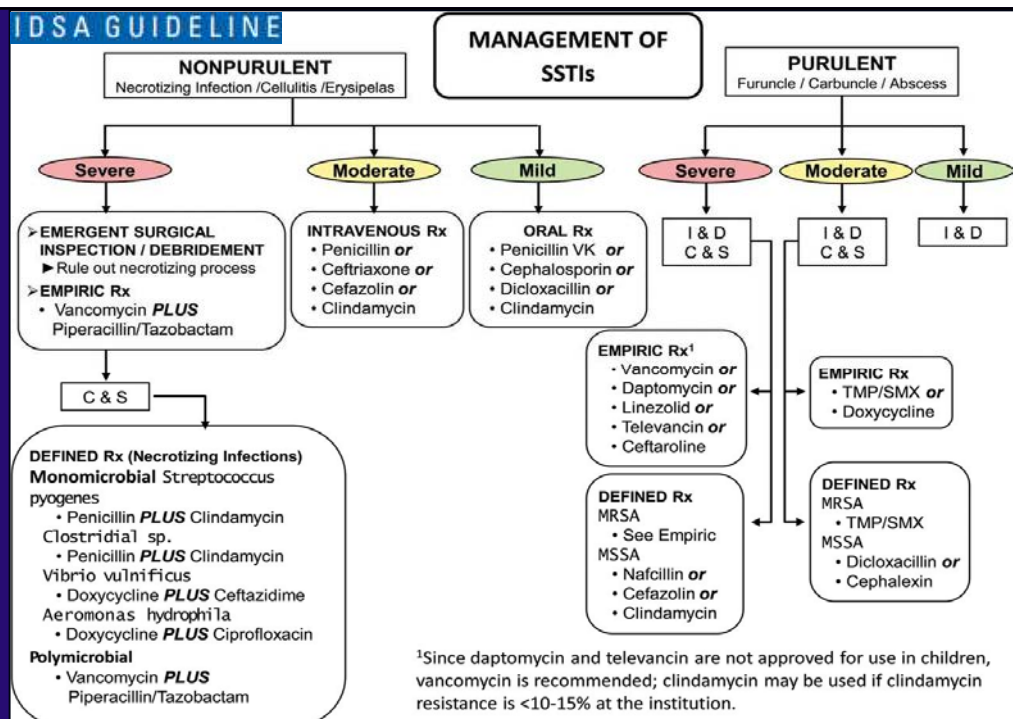 IDSA GUIDELINE
MANAGEMENT OF
SSTIs
NONPURULENT
Necrotizing Infection /Cellulitis /Erysipelas
PURULENT
Furuncle / Carbuncle / Abscess
Severe
Moderate
Mild
Severe
Moderate
Mild
➢EMERGENT SURGICAL
INSPECTION / DEBRIDEMENT
►Rule out necrotizing process
➢EMPIRIC Rx
• Vancomycin PLUS
Piperacillin/Tazobactam
INTRAVENOUS Rx
• Penicillin or
• Ceftriaxone or
• Cefazolin or
• Clindamycin
ORAL Rx
• Penicillin VK or
• Cephalosporin or
• Dicloxacillin or
• Clindamycin
I & D
C & S
I & D
C & S
I & D
C & S
EMPIRIC Rx¹
• Vancomycin or
• Daptomycin or
• Linezolid or
• Televancin or
• Ceftaroline
EMPIRIC Rx
• TMP/SMX or
• Doxycycline
DEFINED Rx (Necrotizing Infections)
Monomicrobial Streptococcus
pyogenes
• Penicillin PLUS Clindamycin
Clostridial sp.
• Penicillin PLUS Clindamycin
Vibrio vulnificus
• Doxycycline PLUS Ceftazidime
Aeromonas hydrophila
• Doxycycline PLUS Ciprofloxacin
Polymicrobial
• Vancomycin PLUS
Piperacillin/Tazobactam
DEFINED Rx
MRSA
• See Empiric
MSSA
• Nafcillin or
• Cefazolin or
• Clindamycin
DEFINED Rx
MRSA
• TMP/SMX
MSSA
• Dicloxacillin or
• Cephalexin
¹Since daptomycin and televancin are not approved for use in children,
vancomycin is recommended; clindamycin may be used if clindamycin
resistance is <10-15% at the institution.